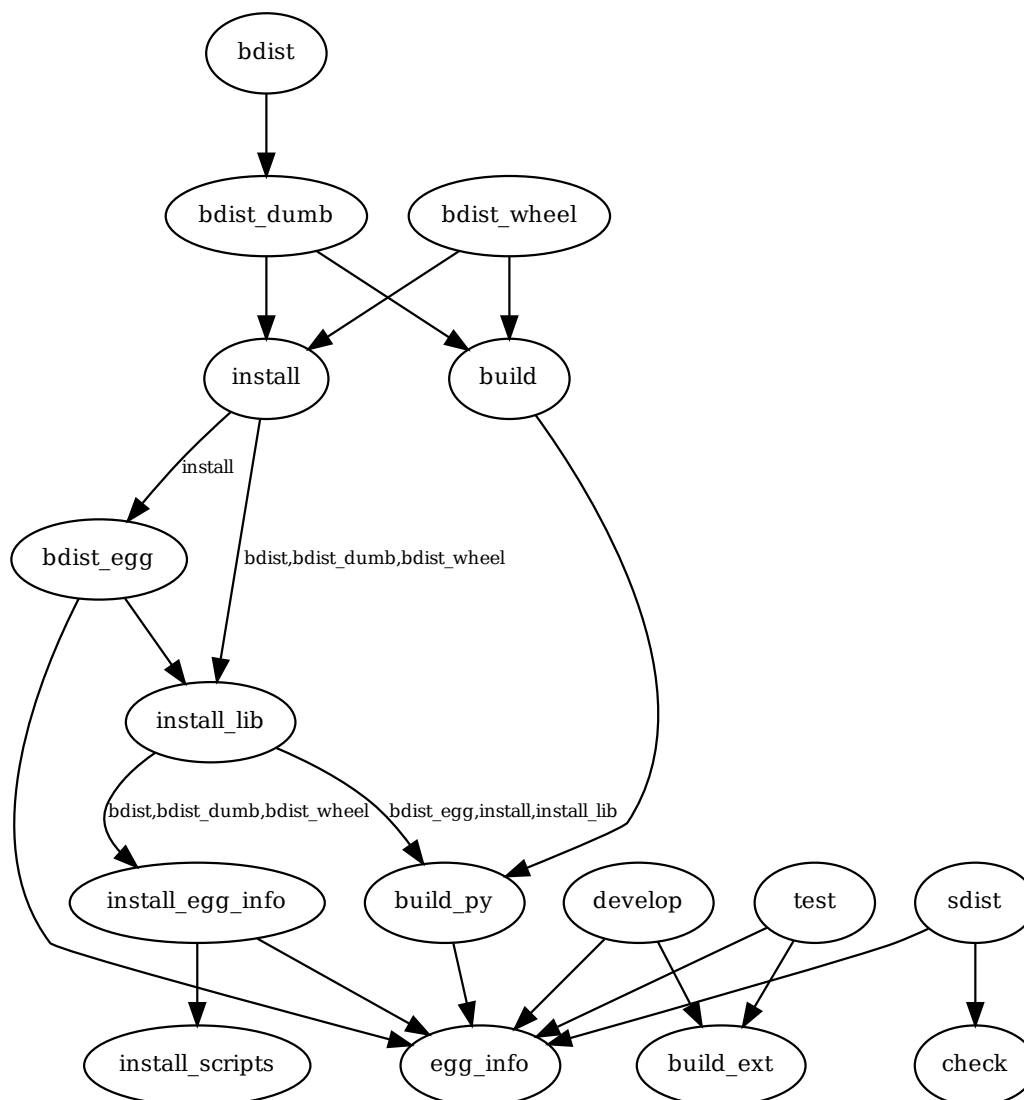 bdist
bdist_dumb
bdist_wheel
install
build
install
bdist_egg
bdist,bdist_dumb,bdist_wheel
install_lib
bdist,bdist_dumb,bdist_wheel
bdist_egg,install,install_lib
install_egg_info
build_py
develop
test
sdist
install_scripts
egg_info
build_ext
check